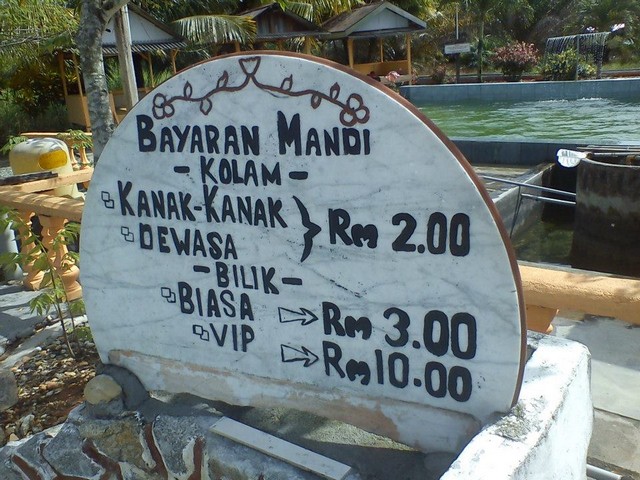 BAYARAN MANDI
- KOLAM -
KANAK-KANAK } Rm 2.00
DEWASA
- BILIK -
BIASA ⇨ Rm 3.00
VIP ⇨ Rm 10.00